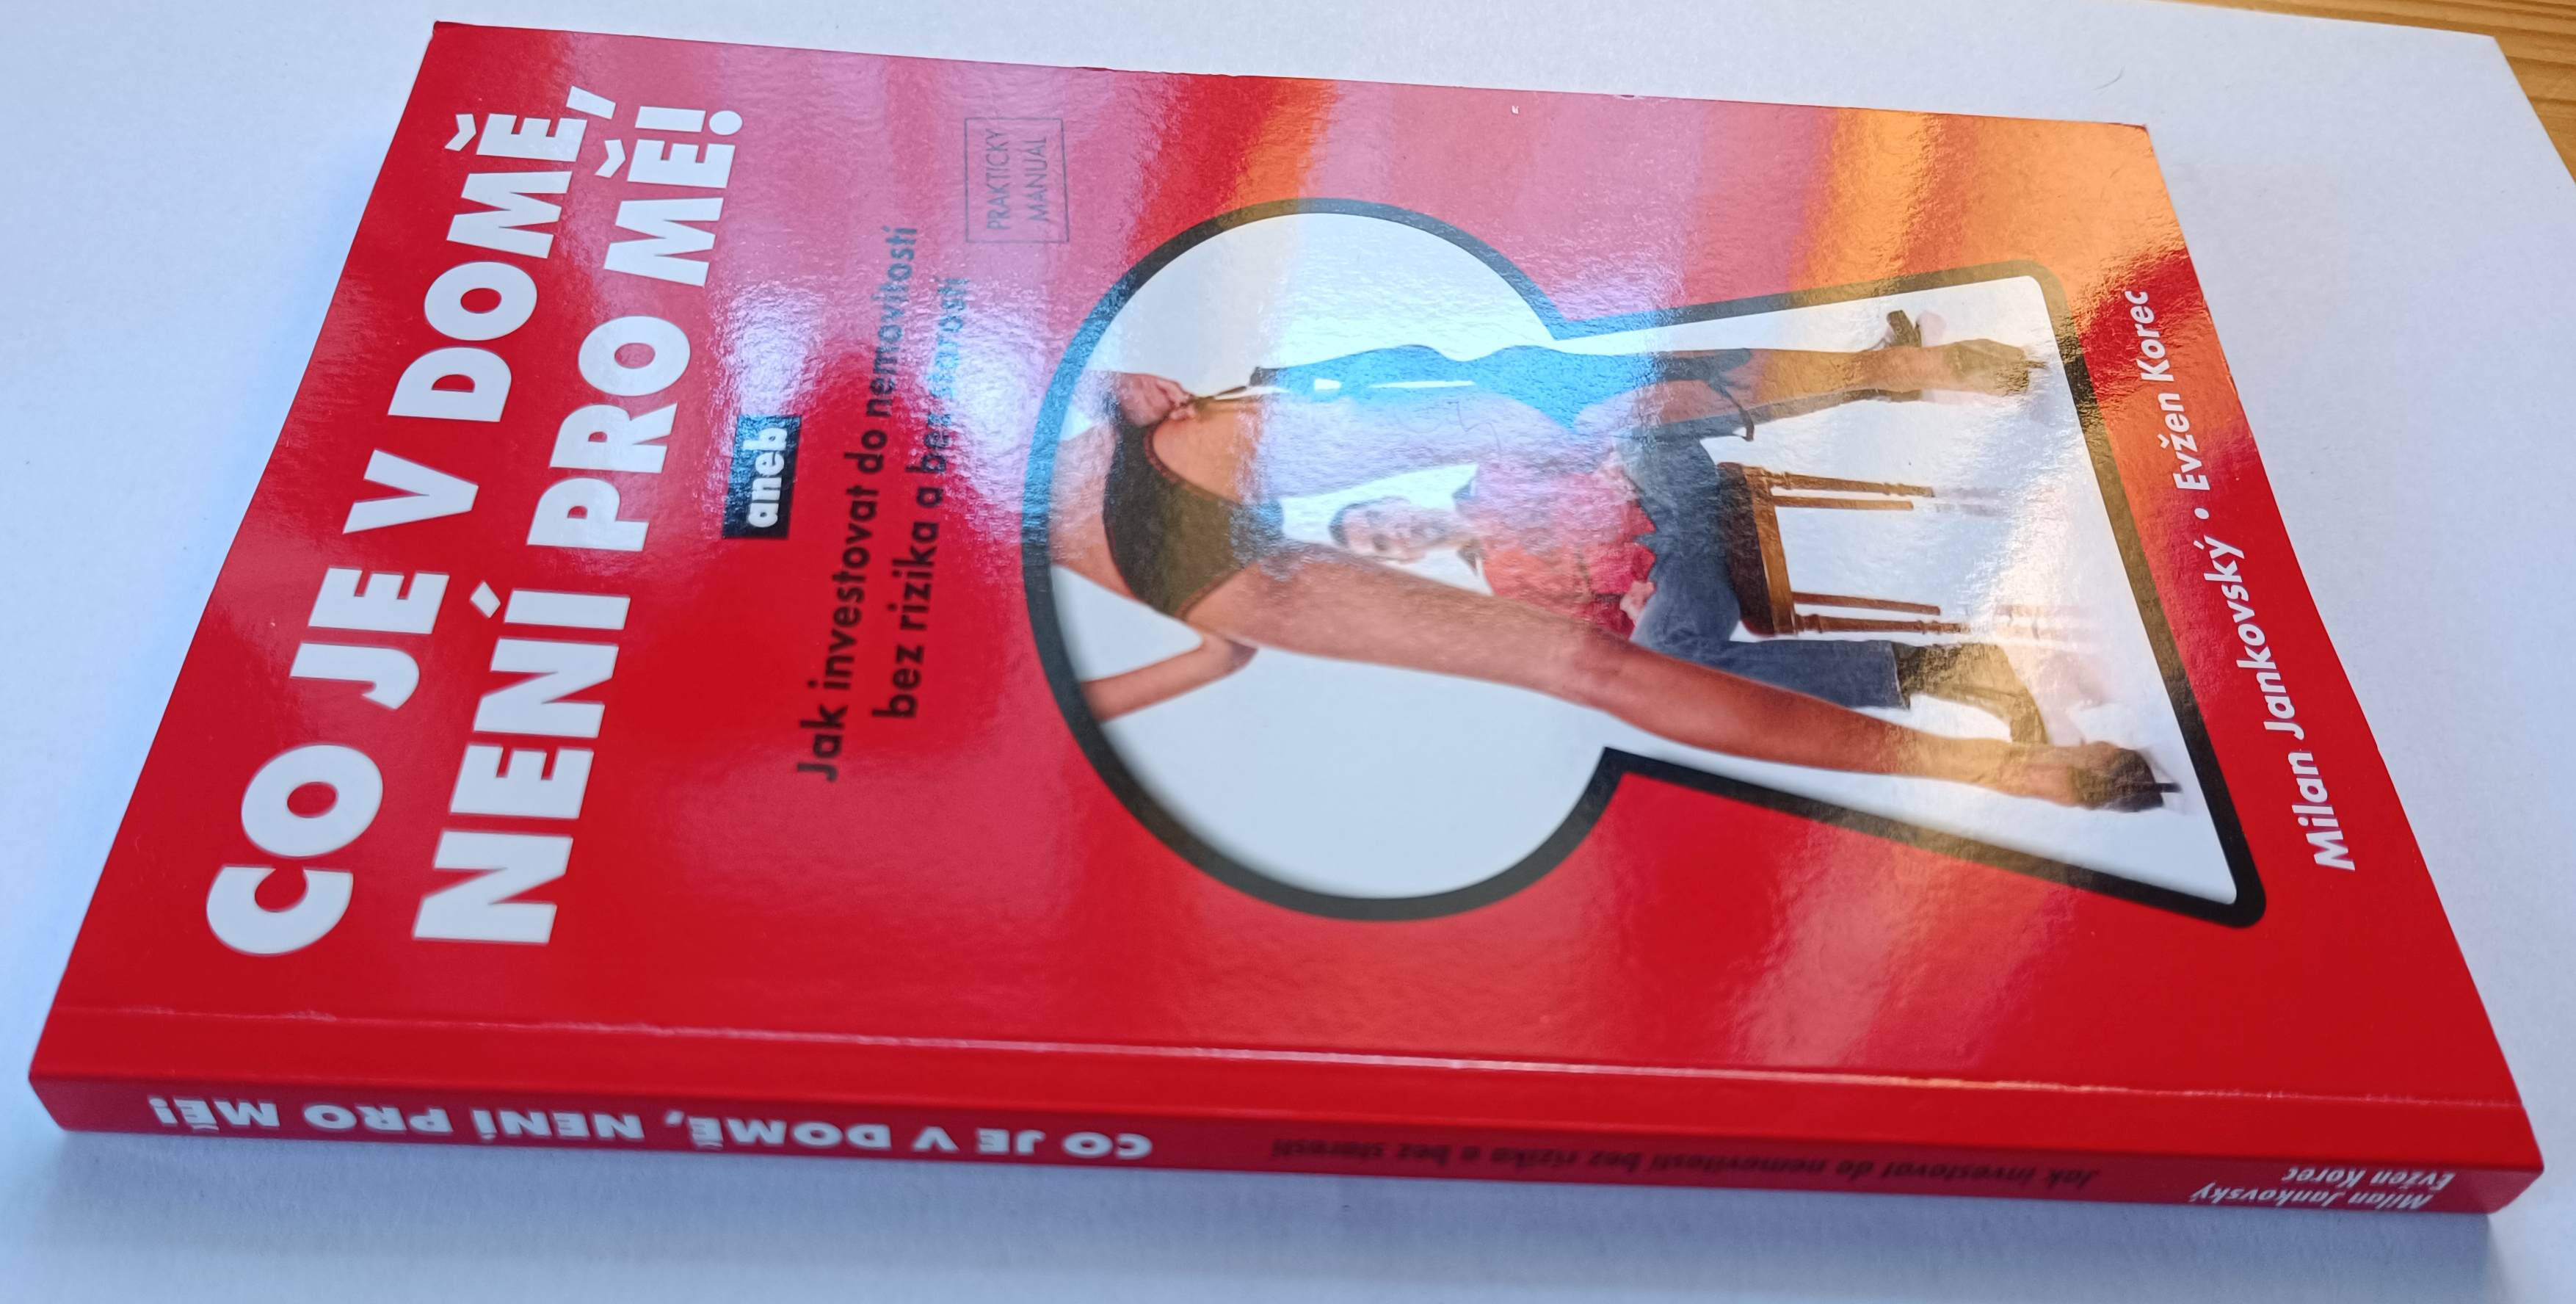 CO JE V DOMĚ,
NENÍ PRO MĚ!
aneb
Jak investovat do nemovitostí
bez rizika a bez starostí
PRAKTICKÝ
MANUÁL
Milan Jankovský • Evžen Korec
CO JE V DOMĚ, NENÍ PRO MĚ!
Jak investovat do nemovitostí bez rizika a bez starostí
Milan Jankovský
Evžen Korec